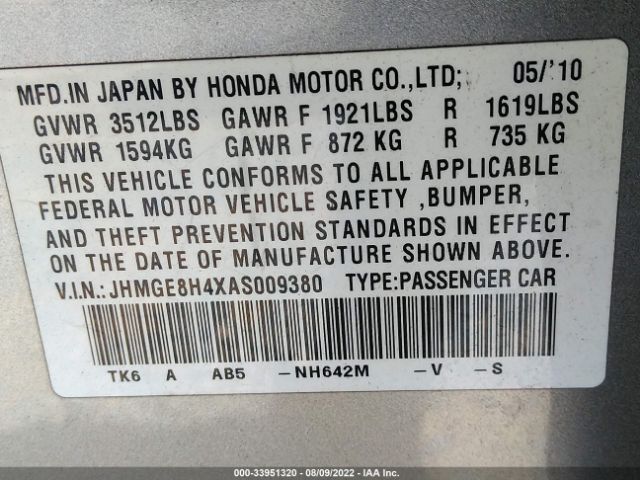 MFD.IN JAPAN BY HONDA MOTOR CO.,LTD; 05/'10
GVWR 3512LBS GAWR F 1921LBS R 1619LBS
GVWR 1594KG GAWR F 872 KG R 735 KG
THIS VEHICLE CONFORMS TO ALL APPLICABLE
FEDERAL MOTOR VEHICLE SAFETY ,BUMPER,
AND THEFT PREVENTION STANDARDS IN EFFECT
ON THE DATE OF MANUFACTURE SHOWN ABOVE.
V.I.N.:JHMGE8H4XAS009380 TYPE:PASSENGER CAR
TK6 A AB5 -NH642M -V -S
000-33951320 - 08/09/2022 - IAA Inc.